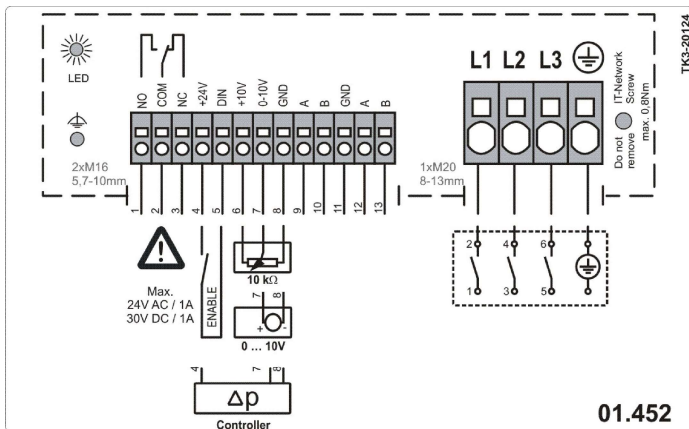 LED
NO
COM
NC
+24V
DIN
+10V
0-10V
GND
A
B
GND
A
B
L1 L2 L3
IT-Network
Screw
Do not
remove
max. 0,8Nm
TK3-20124
2xM16
5,7-10mm
1xM20
8-13mm
1
2
3
4
5
6
7
8
9
10
11
12
13
Max.
24V AC / 1A
30V DC / 1A
ENABLE
10 kΩ
7 8
+ -
0 ... 10V
4 7 8
Δp
Controller
2 4 6
1 3 5
01.452